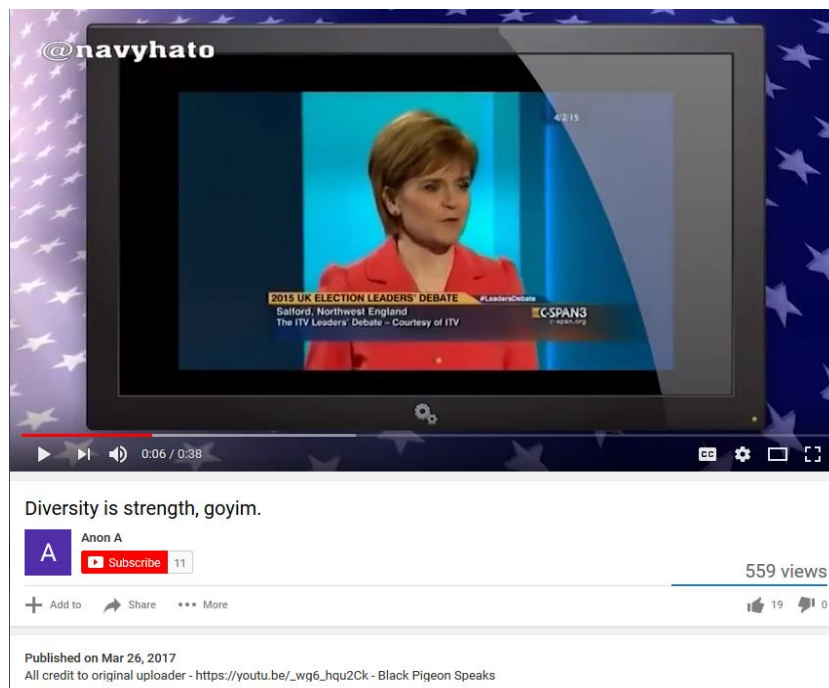 @navyhato
4/2/15
2015 UK ELECTION LEADERS' DEBATE #LeadersDebate
Salford, Northwest England
The ITV Leaders' Debate – Courtesy of ITV
C-SPAN3
c-span.org
0:06 / 0:38
CC
Diversity is strength, goyim.
A
Anon A
Subscribe 11
559 views
Add to Share More
19 0
Published on Mar 26, 2017
All credit to original uploader - https://youtu.be/_wg6_hqu2Ck - Black Pigeon Speaks